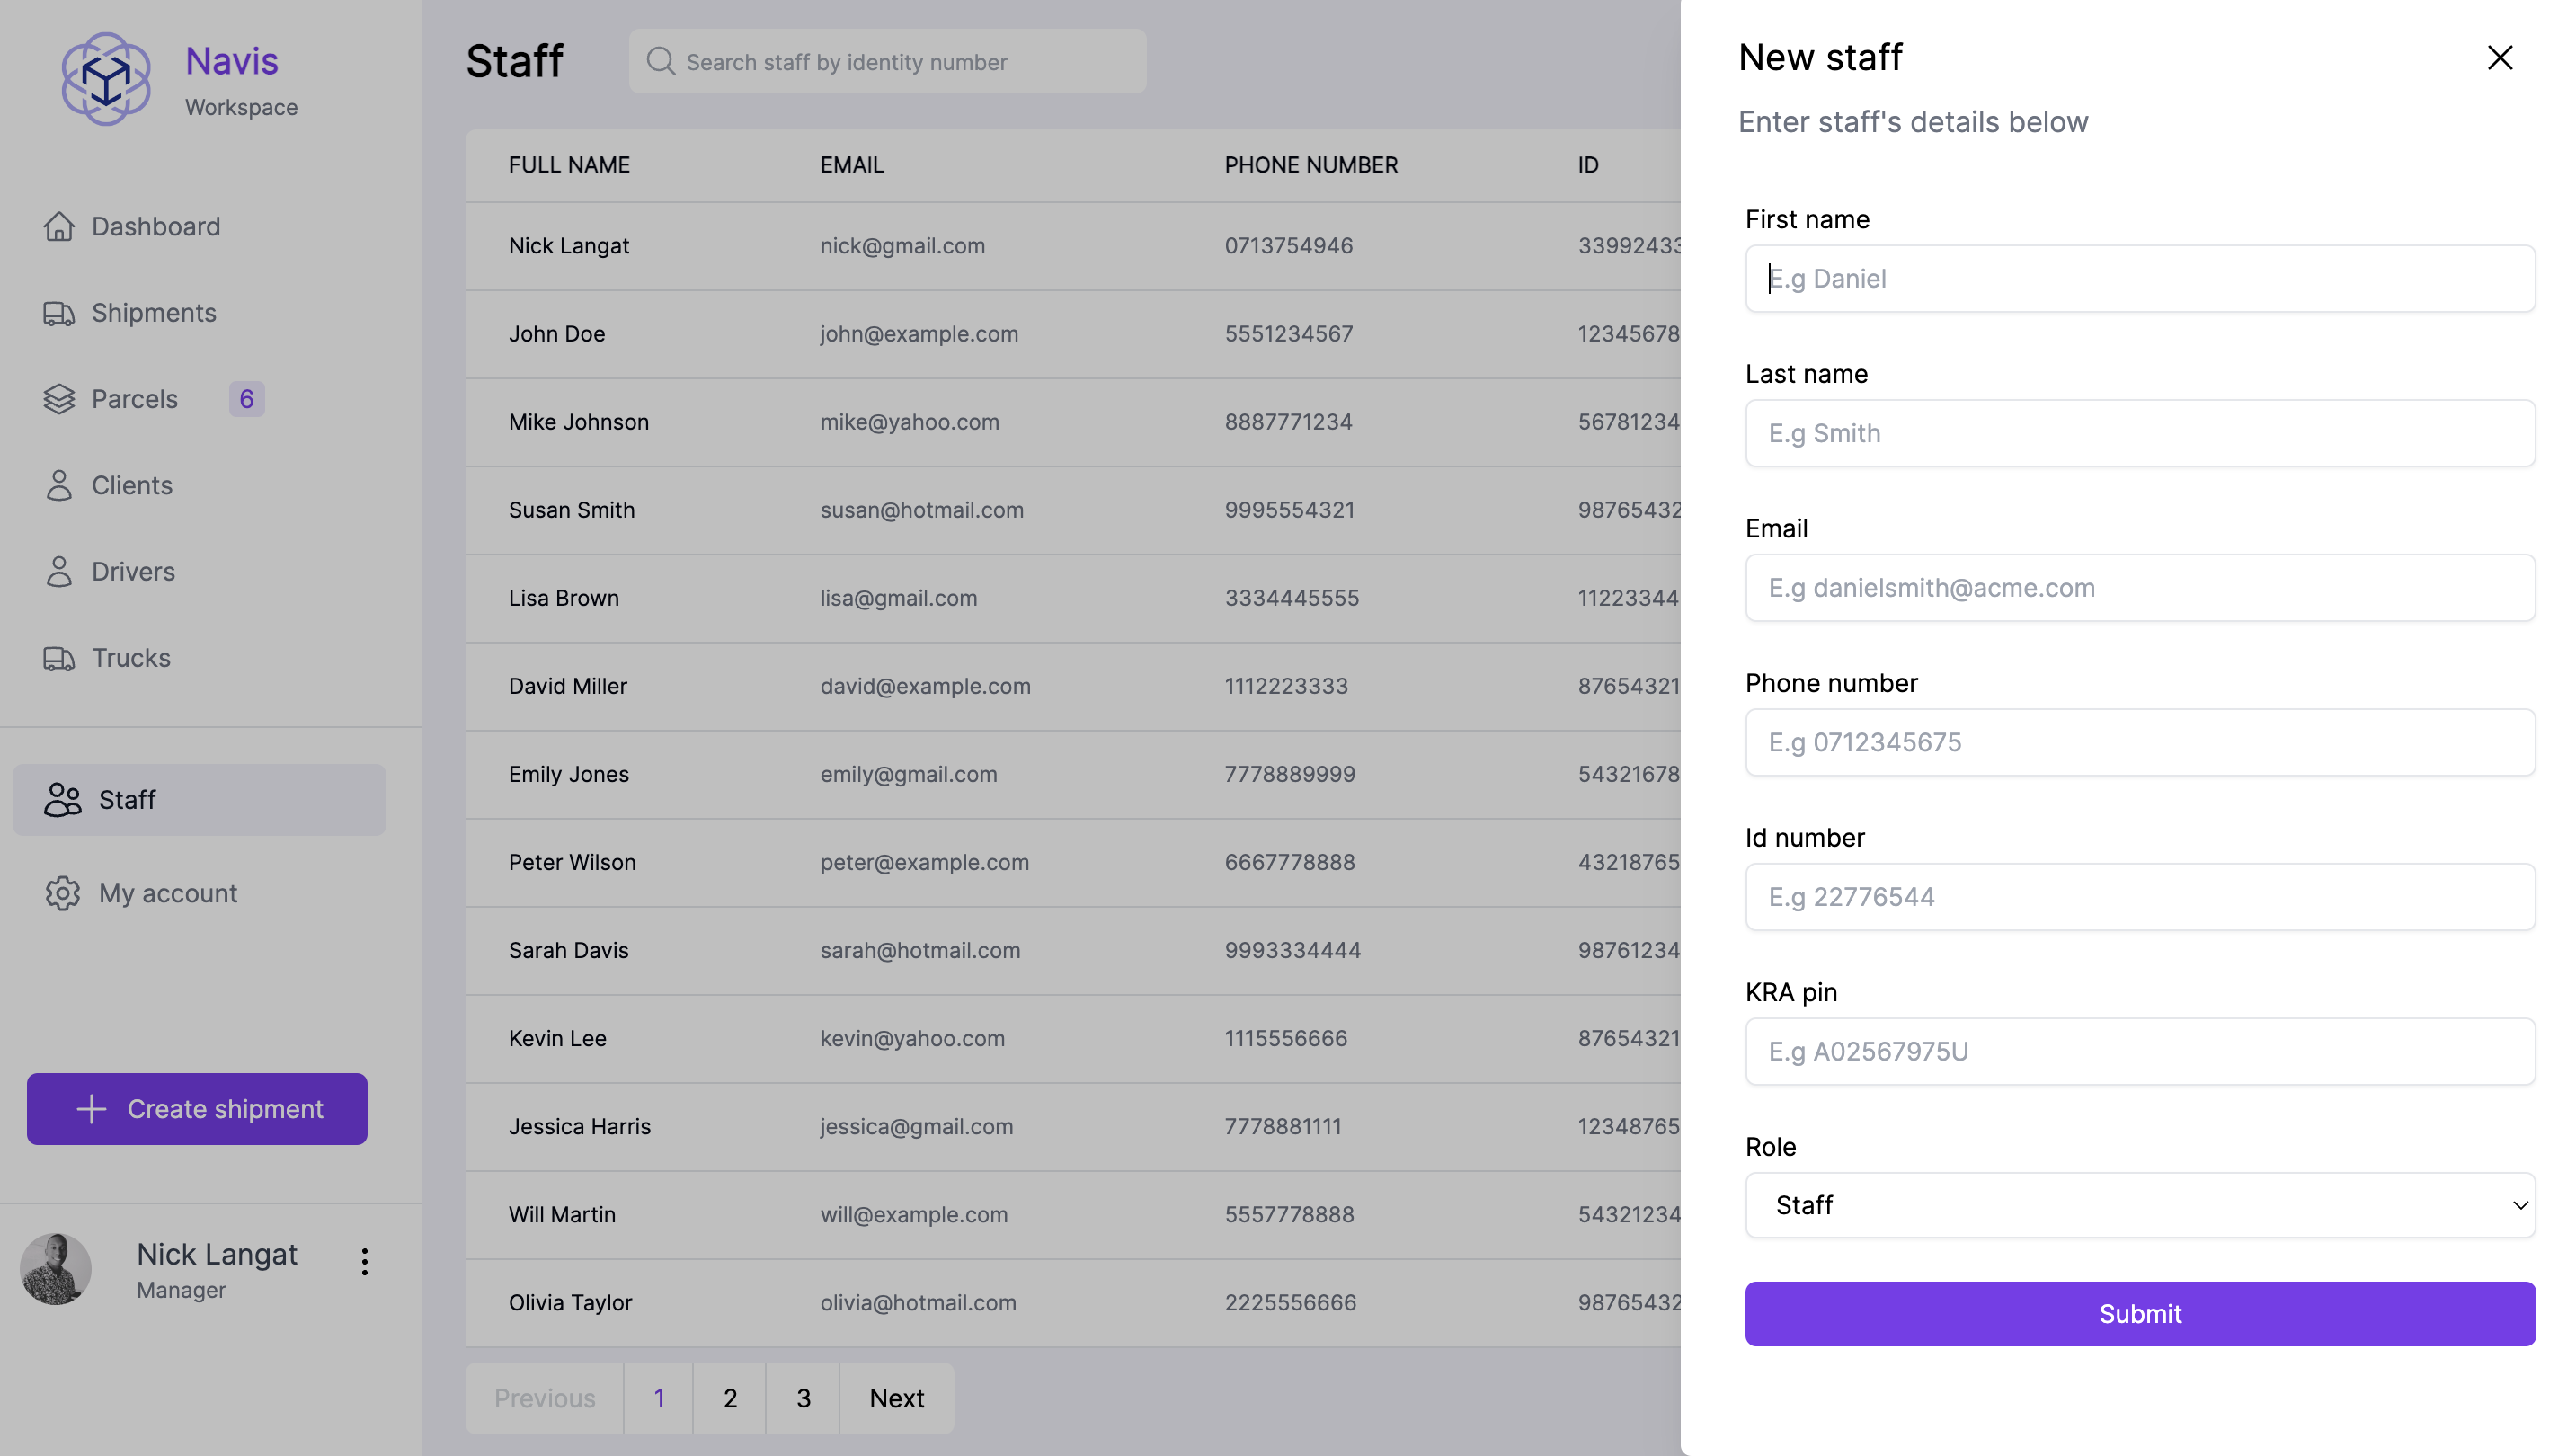 Navis
Workspace
Dashboard
Shipments
Parcels 6
Clients
Drivers
Trucks
Staff
My account
Create shipment
Nick Langat
Manager
Staff
Search staff by identity number
FULL NAME EMAIL PHONE NUMBER ID
Nick Langat nick@gmail.com 0713754946 33992433
John Doe john@example.com 5551234567 12345678
Mike Johnson mike@yahoo.com 8887771234 56781234
Susan Smith susan@hotmail.com 9995554321 98765432
Lisa Brown lisa@gmail.com 3334445555 11223344
David Miller david@example.com 1112223333 87654321
Emily Jones emily@gmail.com 7778889999 54321678
Peter Wilson peter@example.com 6667778888 43218765
Sarah Davis sarah@hotmail.com 9993334444 98761234
Kevin Lee kevin@yahoo.com 1115556666 87654321
Jessica Harris jessica@gmail.com 7778881111 12348765
Will Martin will@example.com 5557778888 54321234
Olivia Taylor olivia@hotmail.com 2225556666 98765432
Previous 1 2 3 Next
New staff
Enter staff's details below
First name
E.g Daniel
Last name
E.g Smith
Email
E.g danielsmith@acme.com
Phone number
E.g 0712345675
Id number
E.g 22776544
KRA pin
E.g A02567975U
Role
Staff
Submit